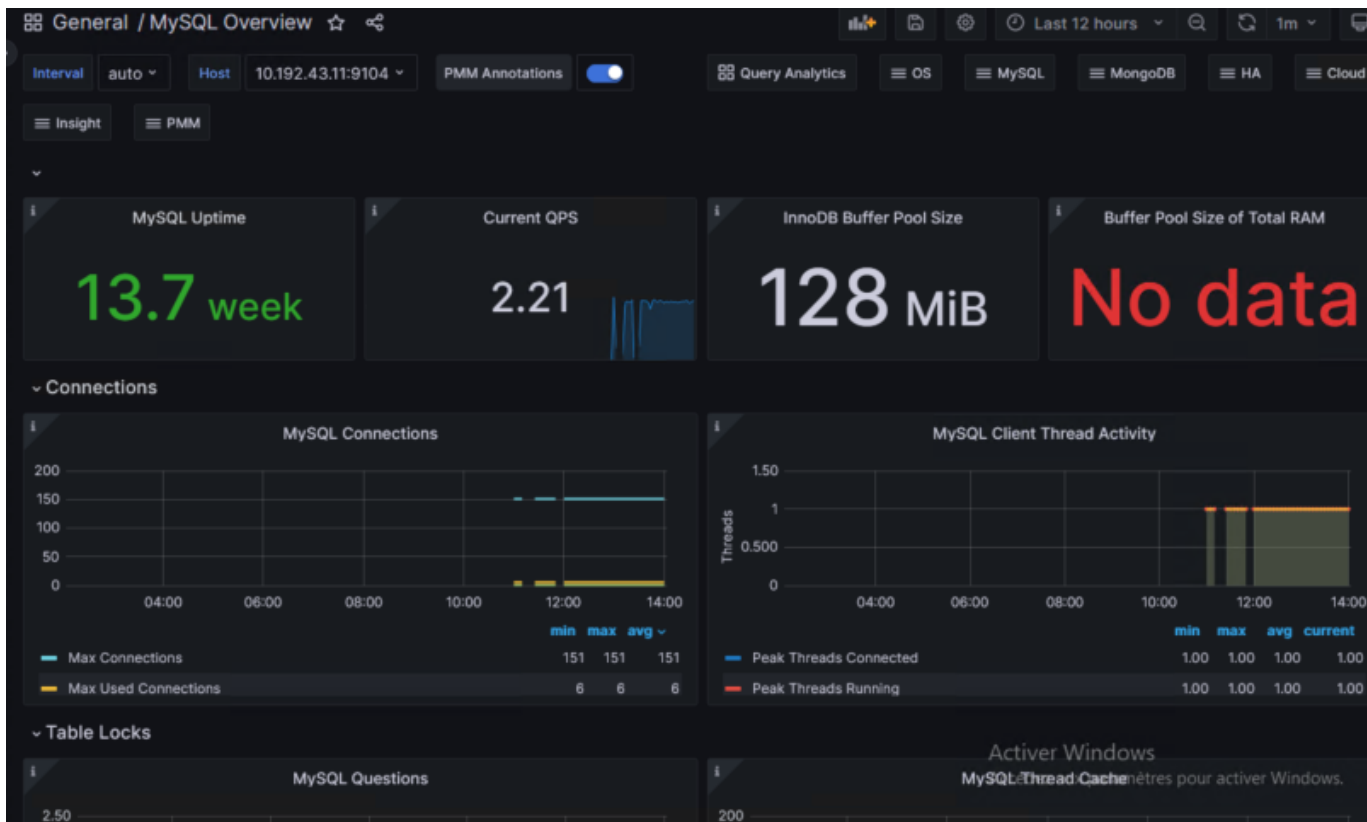 General / MySQL Overview
Last 12 hours 1m
Interval auto Host 10.192.43.11:9104 PMM Annotations Query Analytics OS MySQL MongoDB HA Cloud
Insight PMM
MySQL Uptime
13.7 week
Current QPS
2.21
InnoDB Buffer Pool Size
128 MiB
Buffer Pool Size of Total RAM
No data
Connections
MySQL Connections
200
150
100
50
0
04:00 06:00 08:00 10:00 12:00 14:00
min max avg
Max Connections 151 151 151
Max Used Connections 6 6 6
MySQL Client Thread Activity
Threads
1.50
1
0.500
0
04:00 06:00 08:00 10:00 12:00 14:00
min max avg current
Peak Threads Connected 1.00 1.00 1.00 1.00
Peak Threads Running 1.00 1.00 1.00 1.00
Table Locks
MySQL Questions
2.50
MySQL Thread Cache
200
Activer Windows
pour activer Windows.